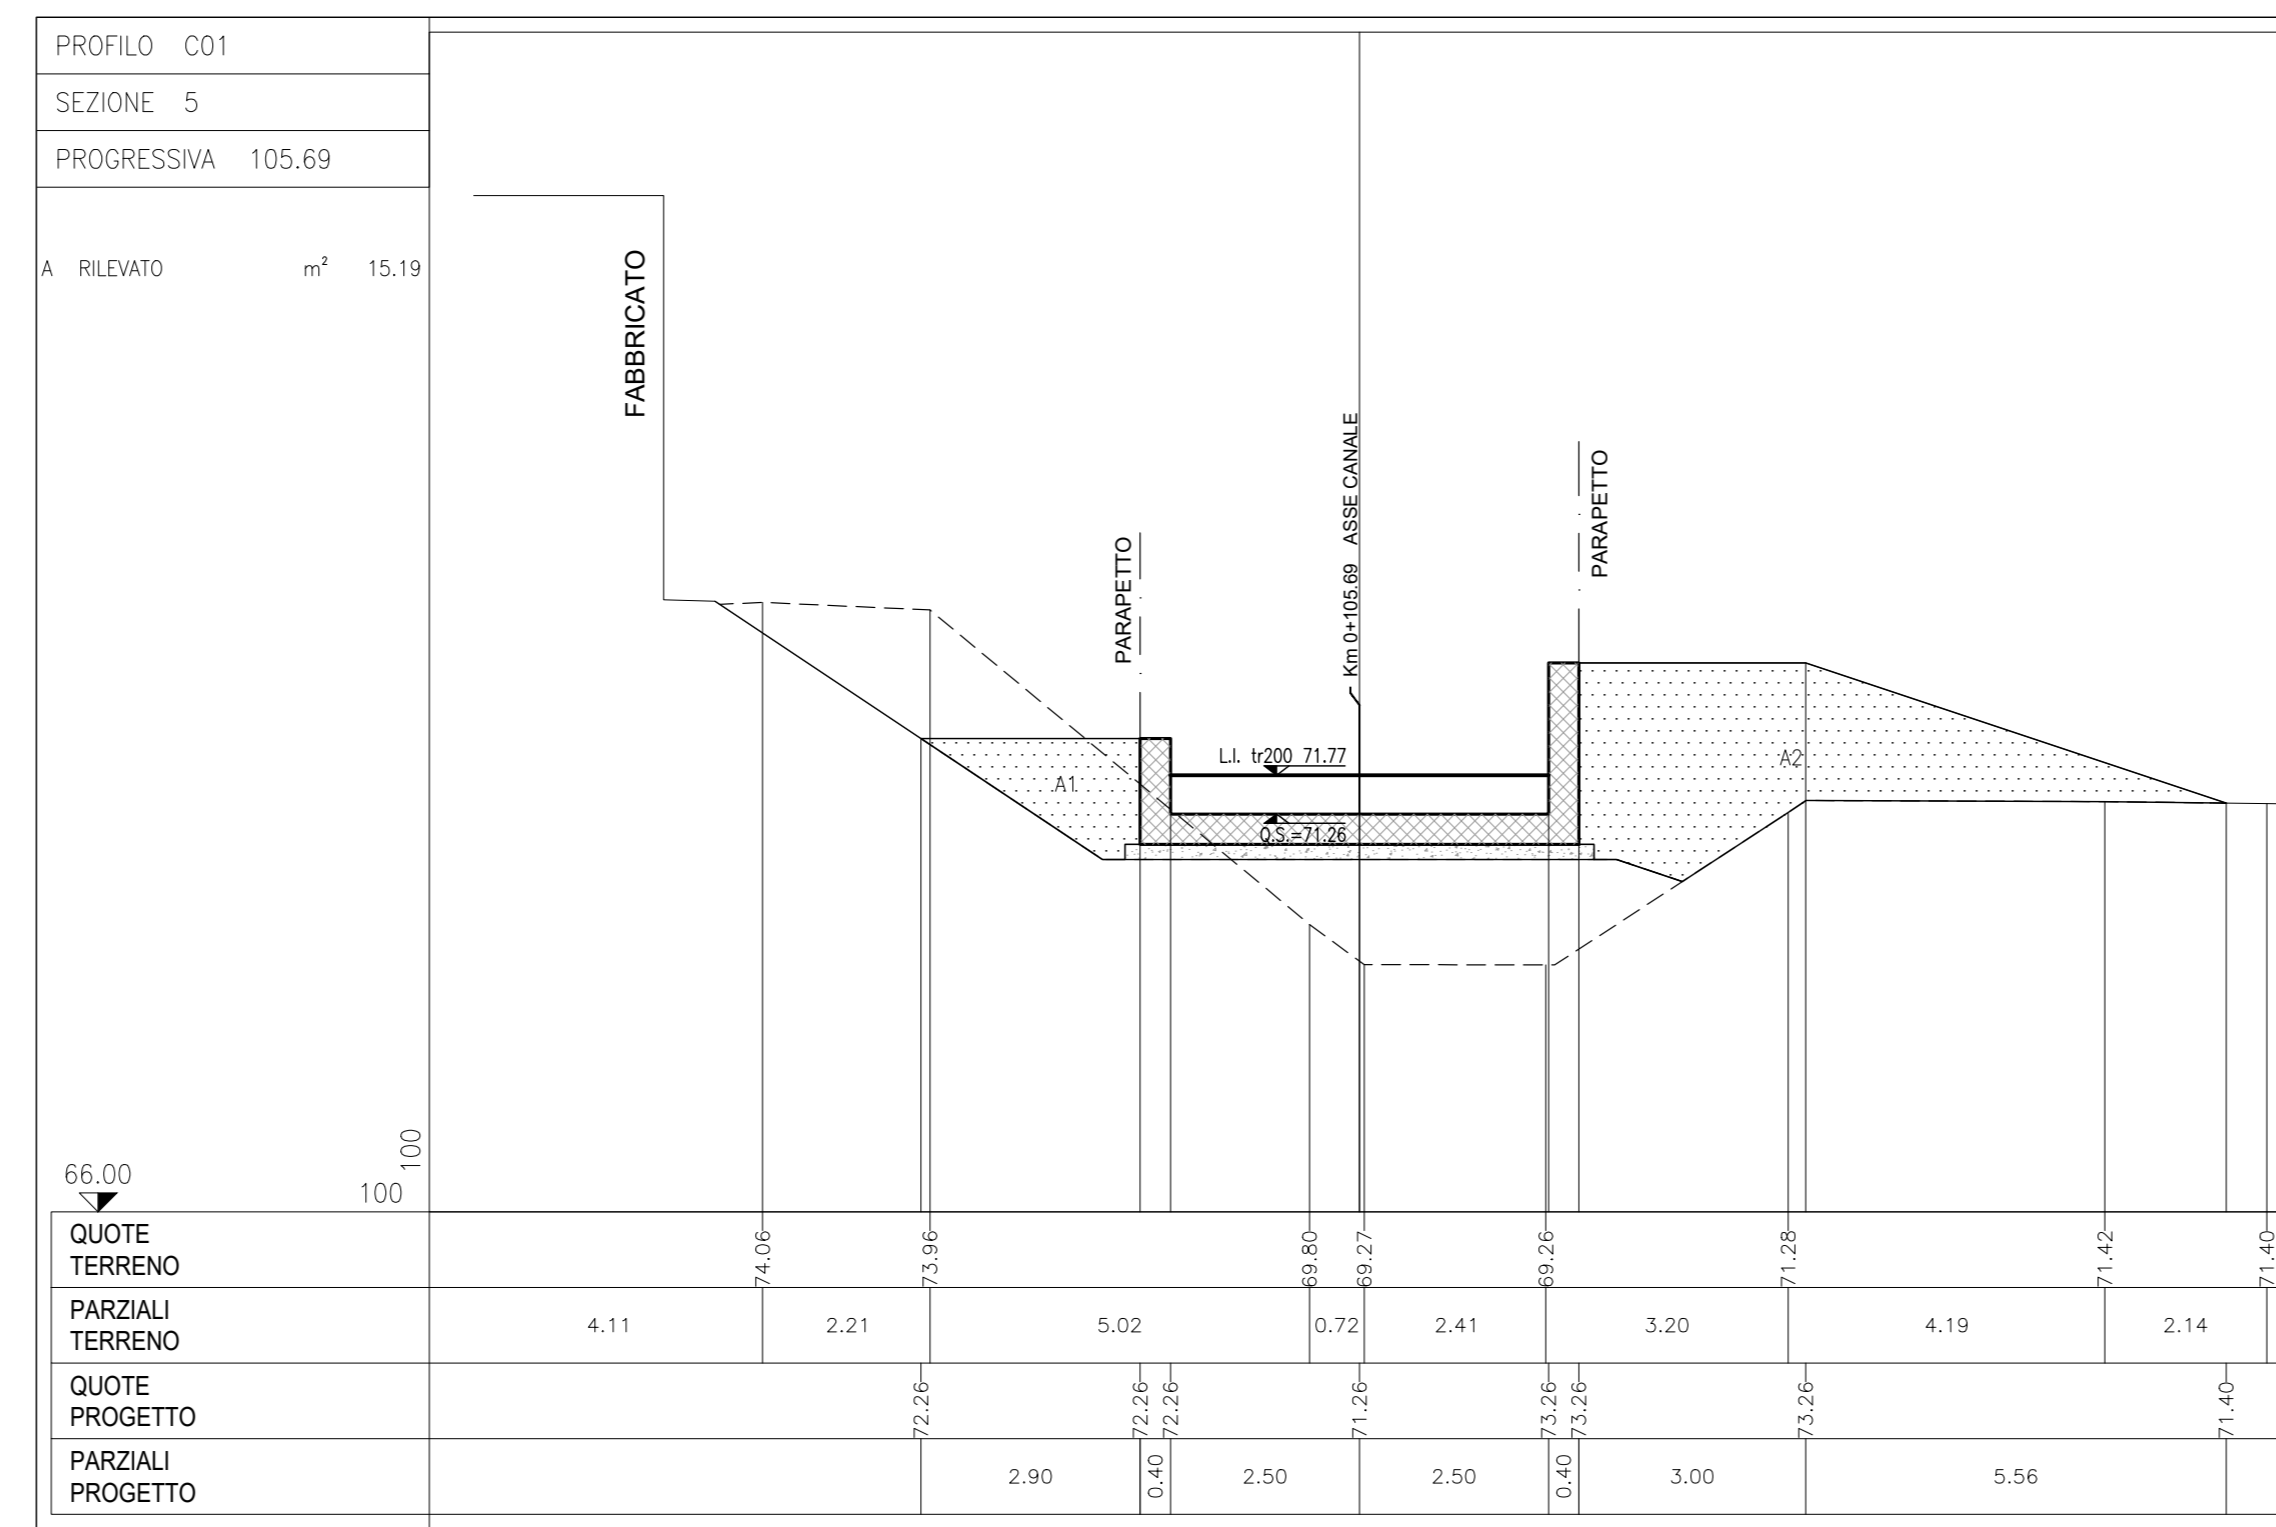 PROFILO C01
SEZIONE 5
PROGRESSIVA 105.69
A RILEVATO m² 15.19
FABBRICATO
PARAPETTO
Km 0+105.69 ASSE CANALE
PARAPETTO
L.I. tr200 71.77
A1
A2
Q.S.=71.26
66.00
100
100
QUOTE
TERRENO
74.06 73.96 69.80 69.27 69.26 71.28 71.42 71.40
PARZIALI
TERRENO
4.11 2.21 5.02 0.72 2.41 3.20 4.19 2.14
QUOTE
PROGETTO
72.26 72.26 72.26 71.26 73.26 73.26 73.26 71.40
PARZIALI
PROGETTO
2.90 0.40 2.50 2.50 0.40 3.00 5.56